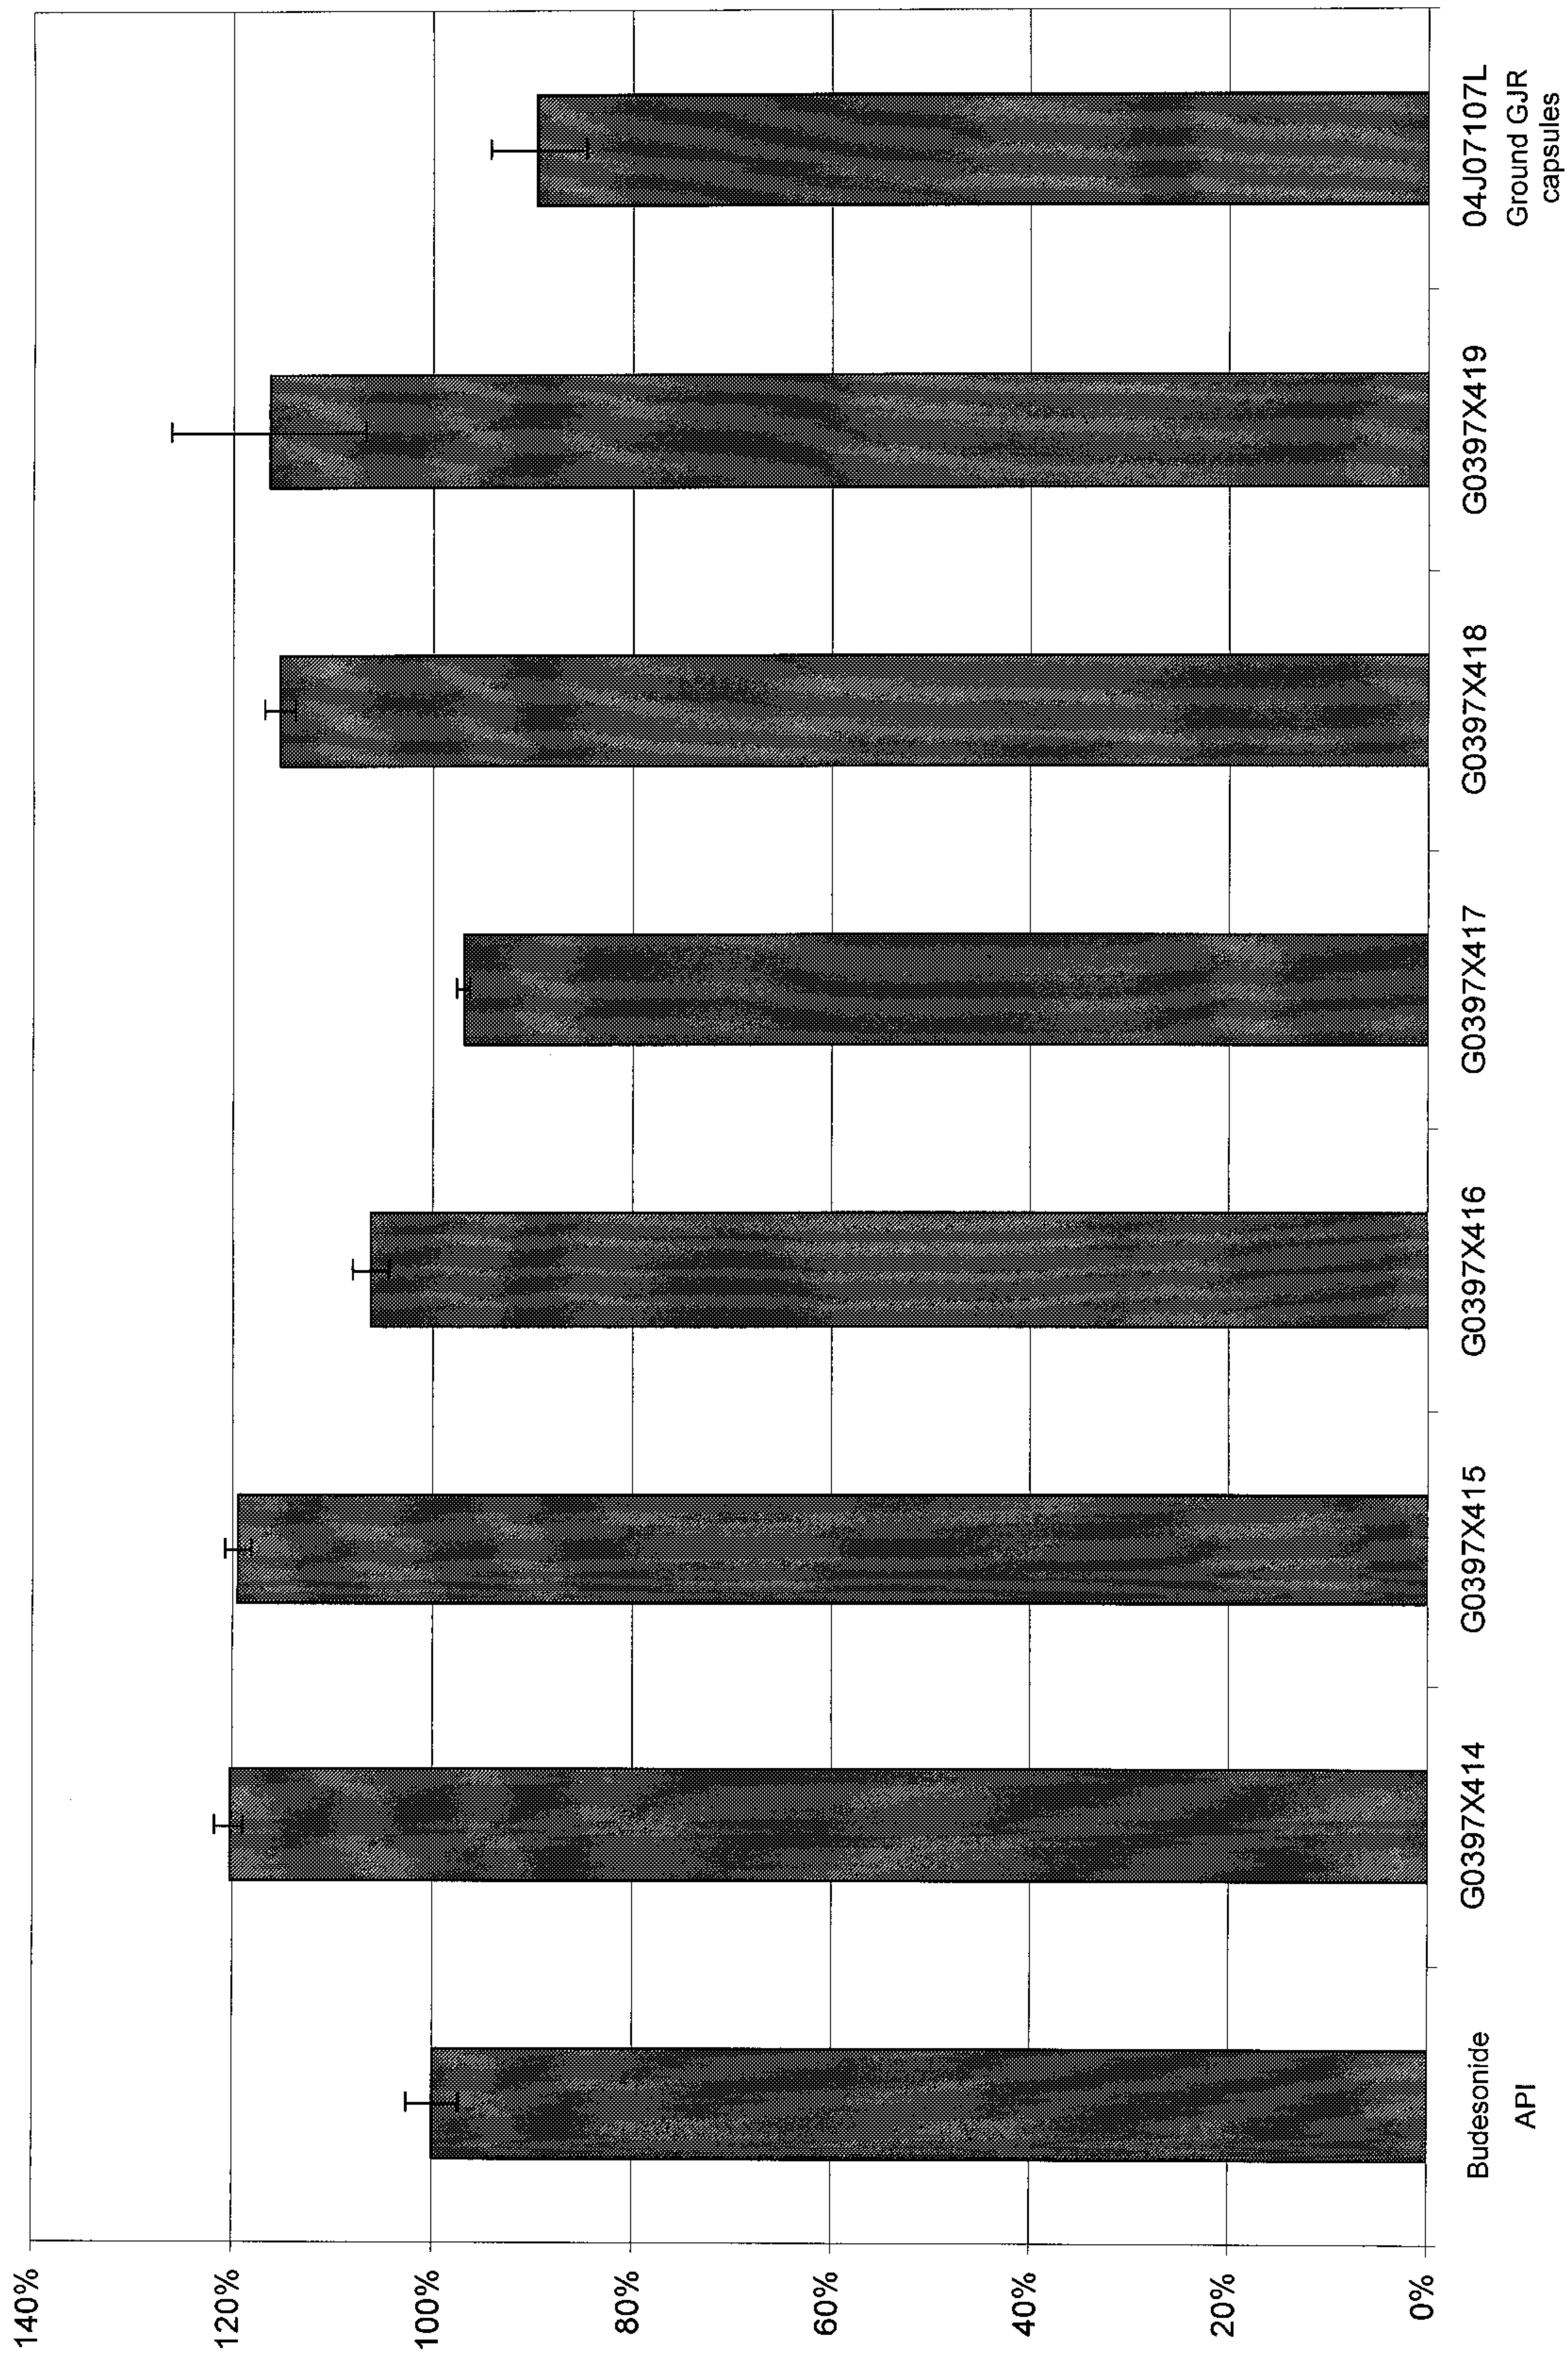 140%
120%
100%
80%
60%
40%
20%
0%
Budesonide
API
G0397X414
G0397X415
G0397X416
G0397X417
G0397X418
G0397X419
04J07107L
Ground GJR
capsules